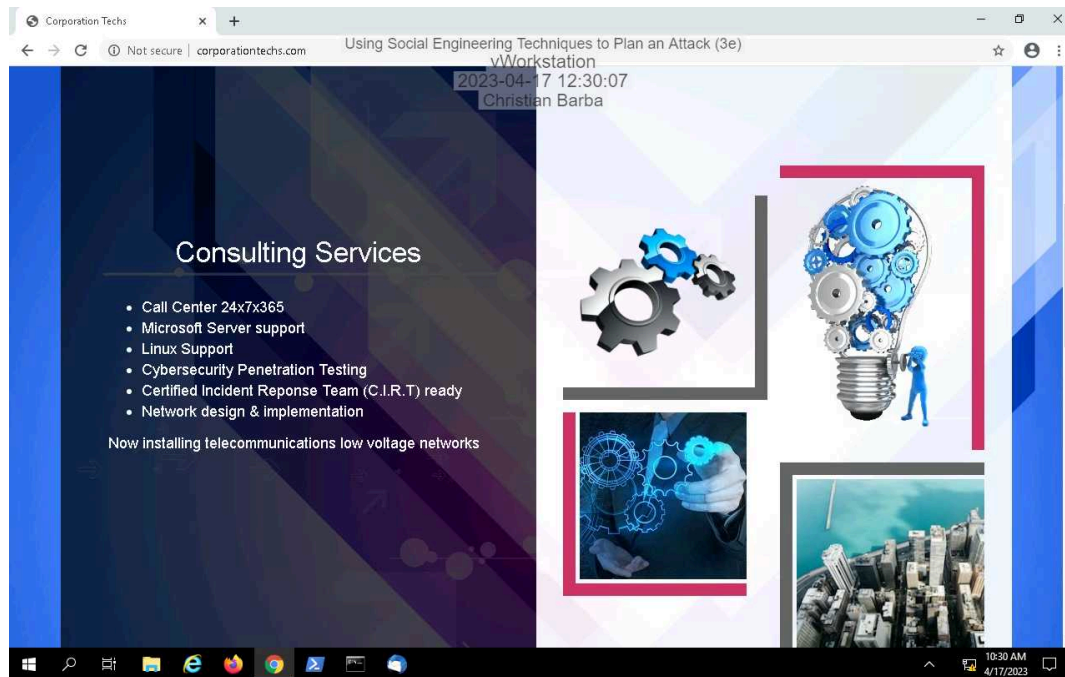 Corporation Techs
Not secure | corporationtechs.com
Using Social Engineering Techniques to Plan an Attack (3e)
vWorkstation
2023-04-17 12:30:07
Christian Barba
Consulting Services
• Call Center 24x7x365
• Microsoft Server support
• Linux Support
• Cybersecurity Penetration Testing
• Certified Incident Reponse Team (C.I.R.T) ready
• Network design & implementation
Now installing telecommunications low voltage networks
10:30 AM
4/17/2023